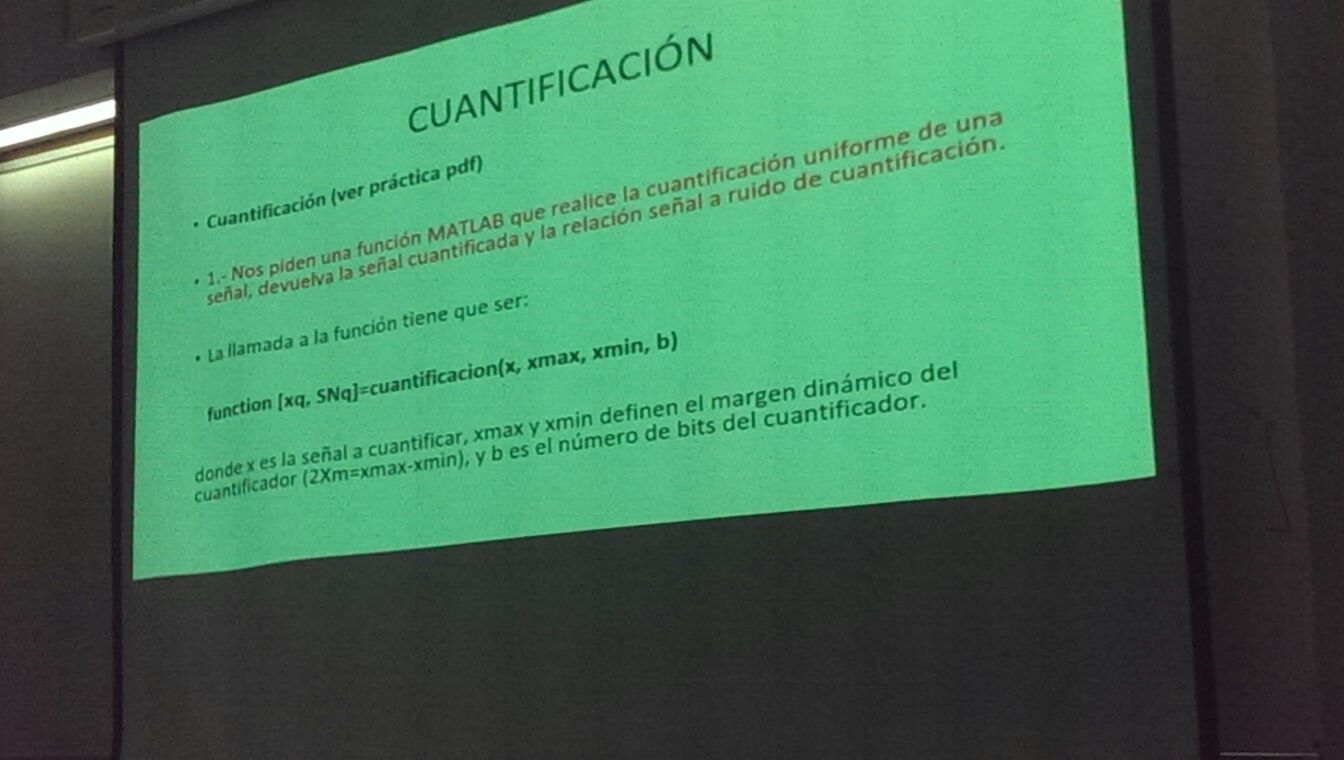 CUANTIFICACIÓN
• Cuantificación (ver práctica pdf)
• 1.- Nos piden una función MATLAB que realice la cuantificación uniforme de una
señal, devuelva la señal cuantificada y la relación señal a ruido de cuantificación.
• La llamada a la función tiene que ser:
function [xq, SNq]=cuantificacion(x, xmax, xmin, b)
donde x es la señal a cuantificar, xmax y xmin definen el margen dinámico del
cuantificador (2Xm=xmax-xmin), y b es el número de bits del cuantificador.